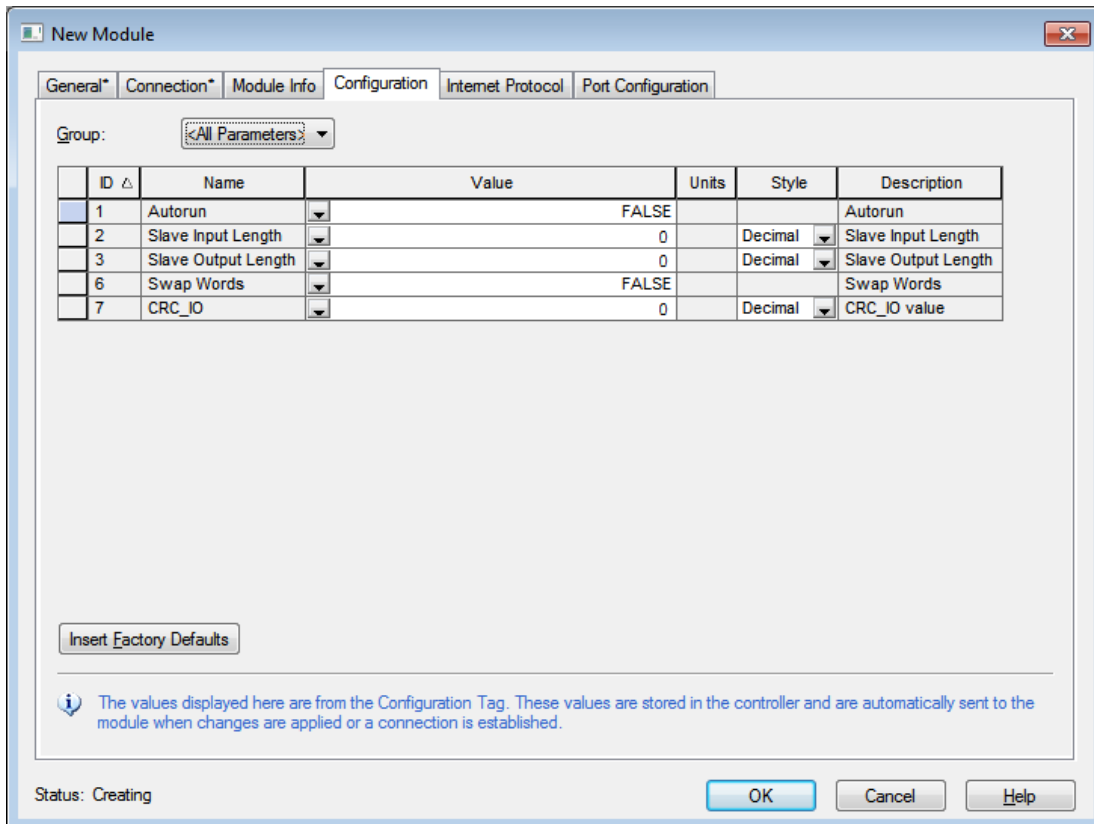 New Module
General* Connection* Module Info Configuration Internet Protocol Port Configuration
Group: <All Parameters>
ID Name Value Units Style Description
1 Autorun FALSE Autorun
2 Slave Input Length 0 Decimal Slave Input Length
3 Slave Output Length 0 Decimal Slave Output Length
6 Swap Words FALSE Swap Words
7 CRC_IO 0 Decimal CRC_IO value
Insert Factory Defaults
The values displayed here are from the Configuration Tag. These values are stored in the controller and are automatically sent to the
module when changes are applied or a connection is established.
Status: Creating OK Cancel Help